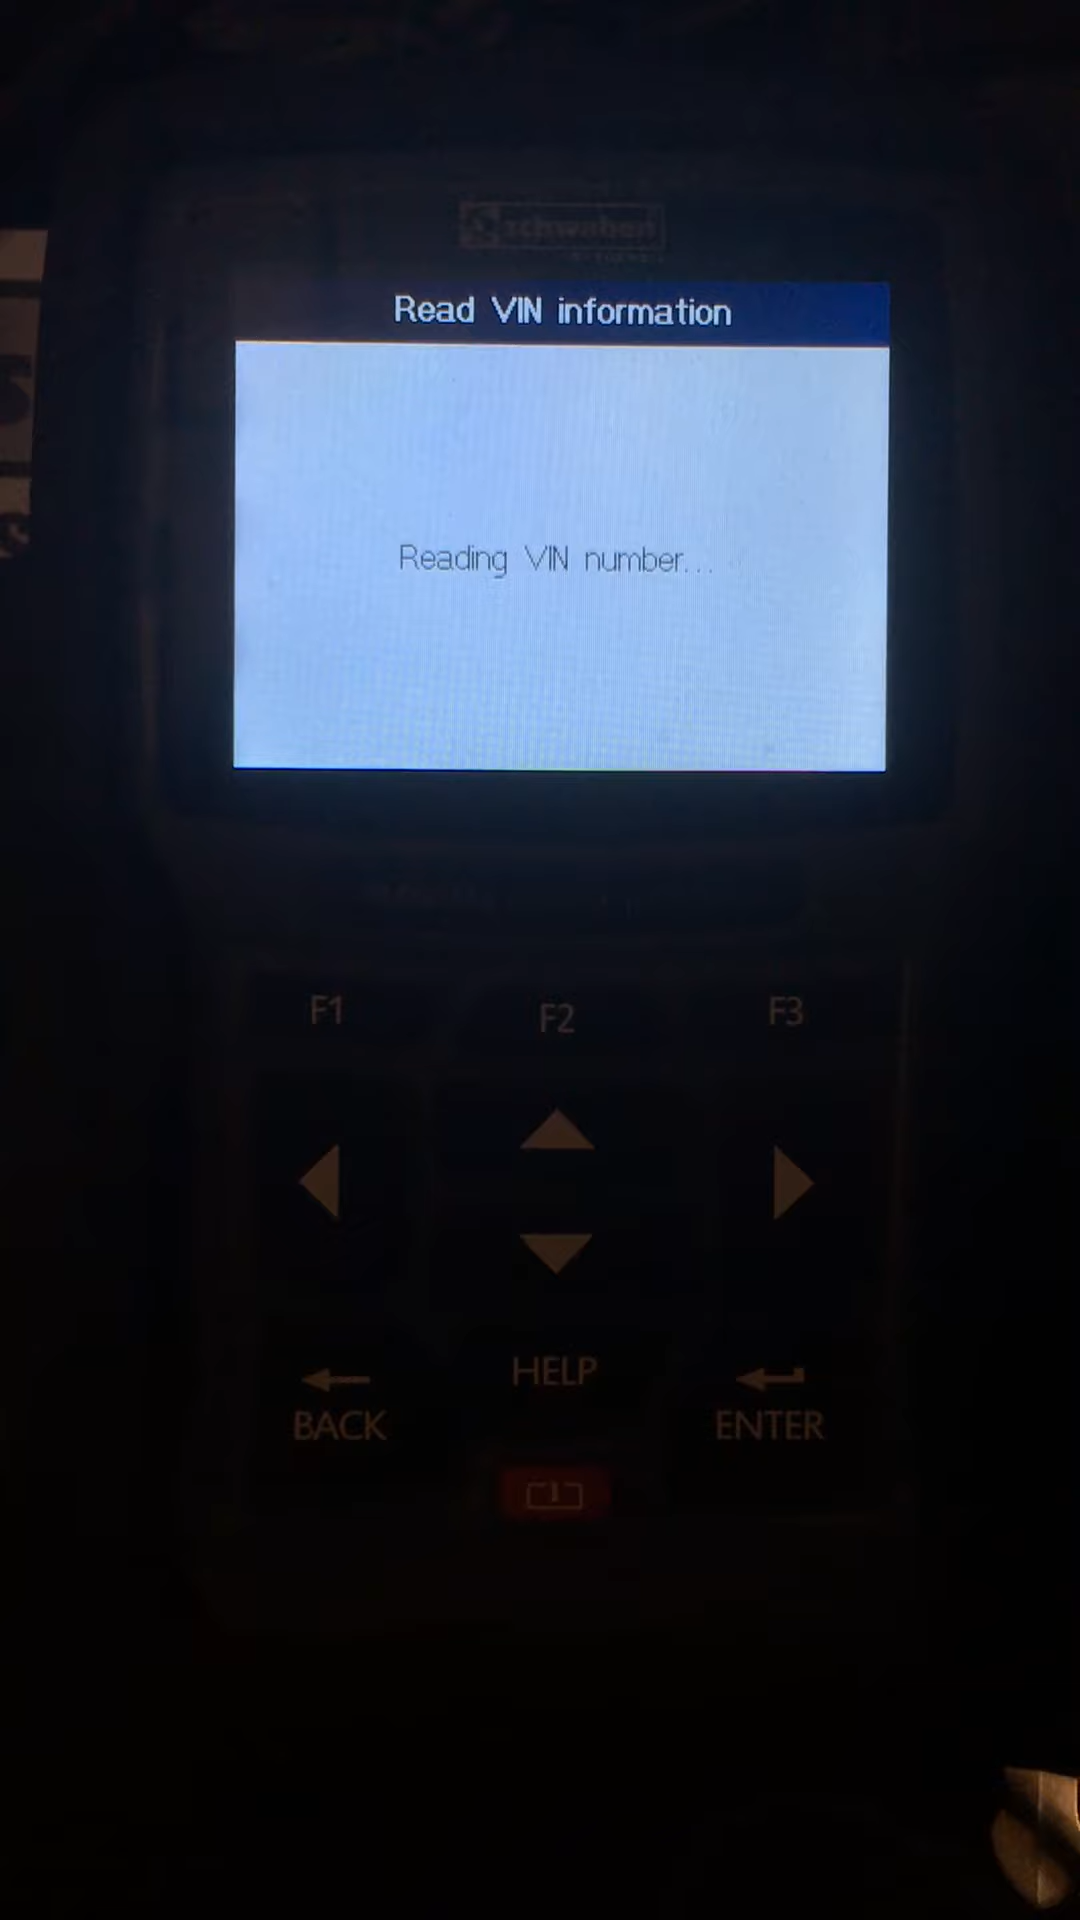 schwaben
Read VIN information
Reading VIN number...
F1
F2
F3
HELP
BACK
ENTER